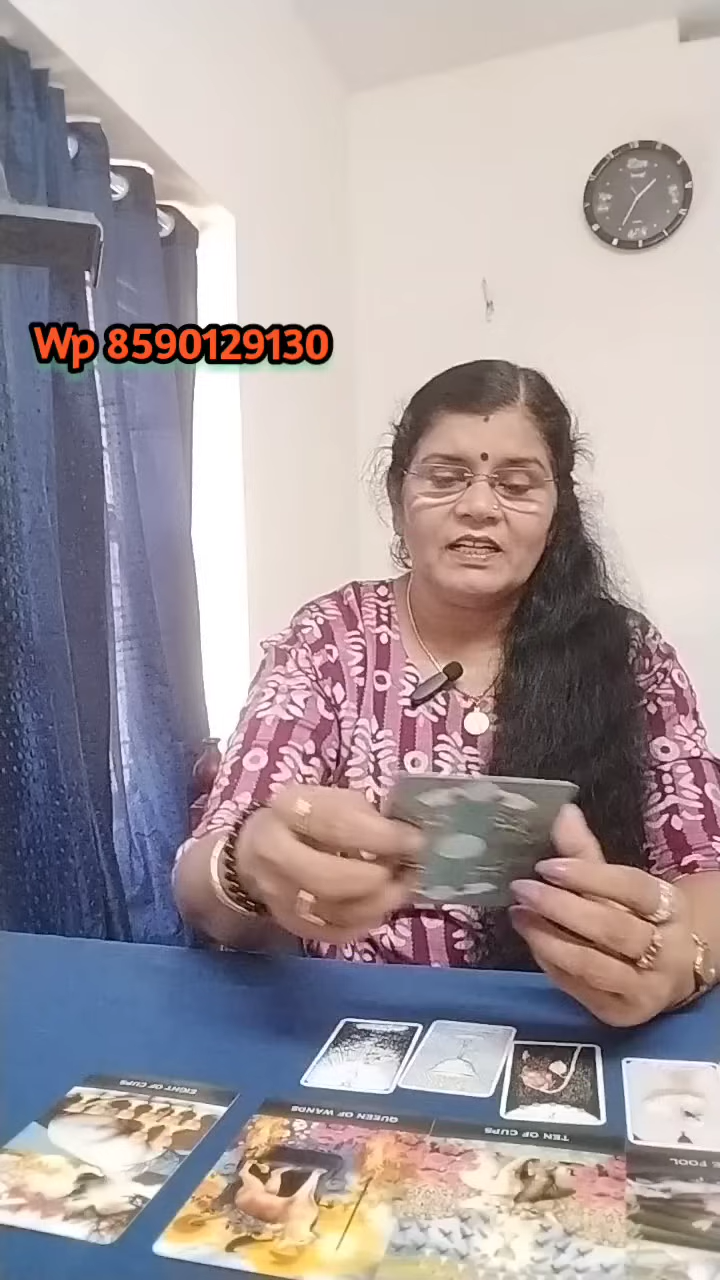 Wp 8590129130
EIGHT OF CUPS
QUEEN OF WANDS
TEN OF CUPS
FOOL